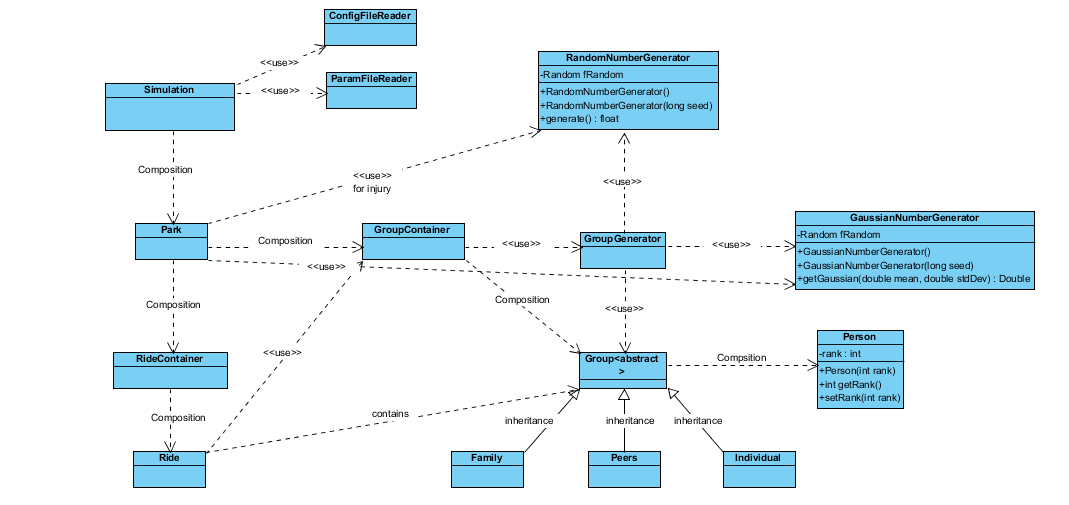 ConfigFileReader
<<use>>
ParamFileReader
<<use>>
Simulation
RandomNumberGenerator
-Random fRandom
+RandomNumberGenerator()
+RandomNumberGenerator(long seed)
+generate() : float
Composition
<<use>>
for injury
<<use>>
Park
Composition
GroupContainer
<<use>>
GroupGenerator
<<use>>
GaussianNumberGenerator
-Random fRandom
+GaussianNumberGenerator()
+GaussianNumberGenerator(long seed)
+getGaussian(double mean, double stdDev) : Double
<<use>>
Composition
Composition
<<use>>
RideContainer
<<use>>
Group<abstract
>
Compsition
Person
-rank : int
+Person(int rank)
+int getRank()
+setRank(int rank)
Composition
contains
inheritance
inheritance
inheritance
Ride
Family
Peers
Individual